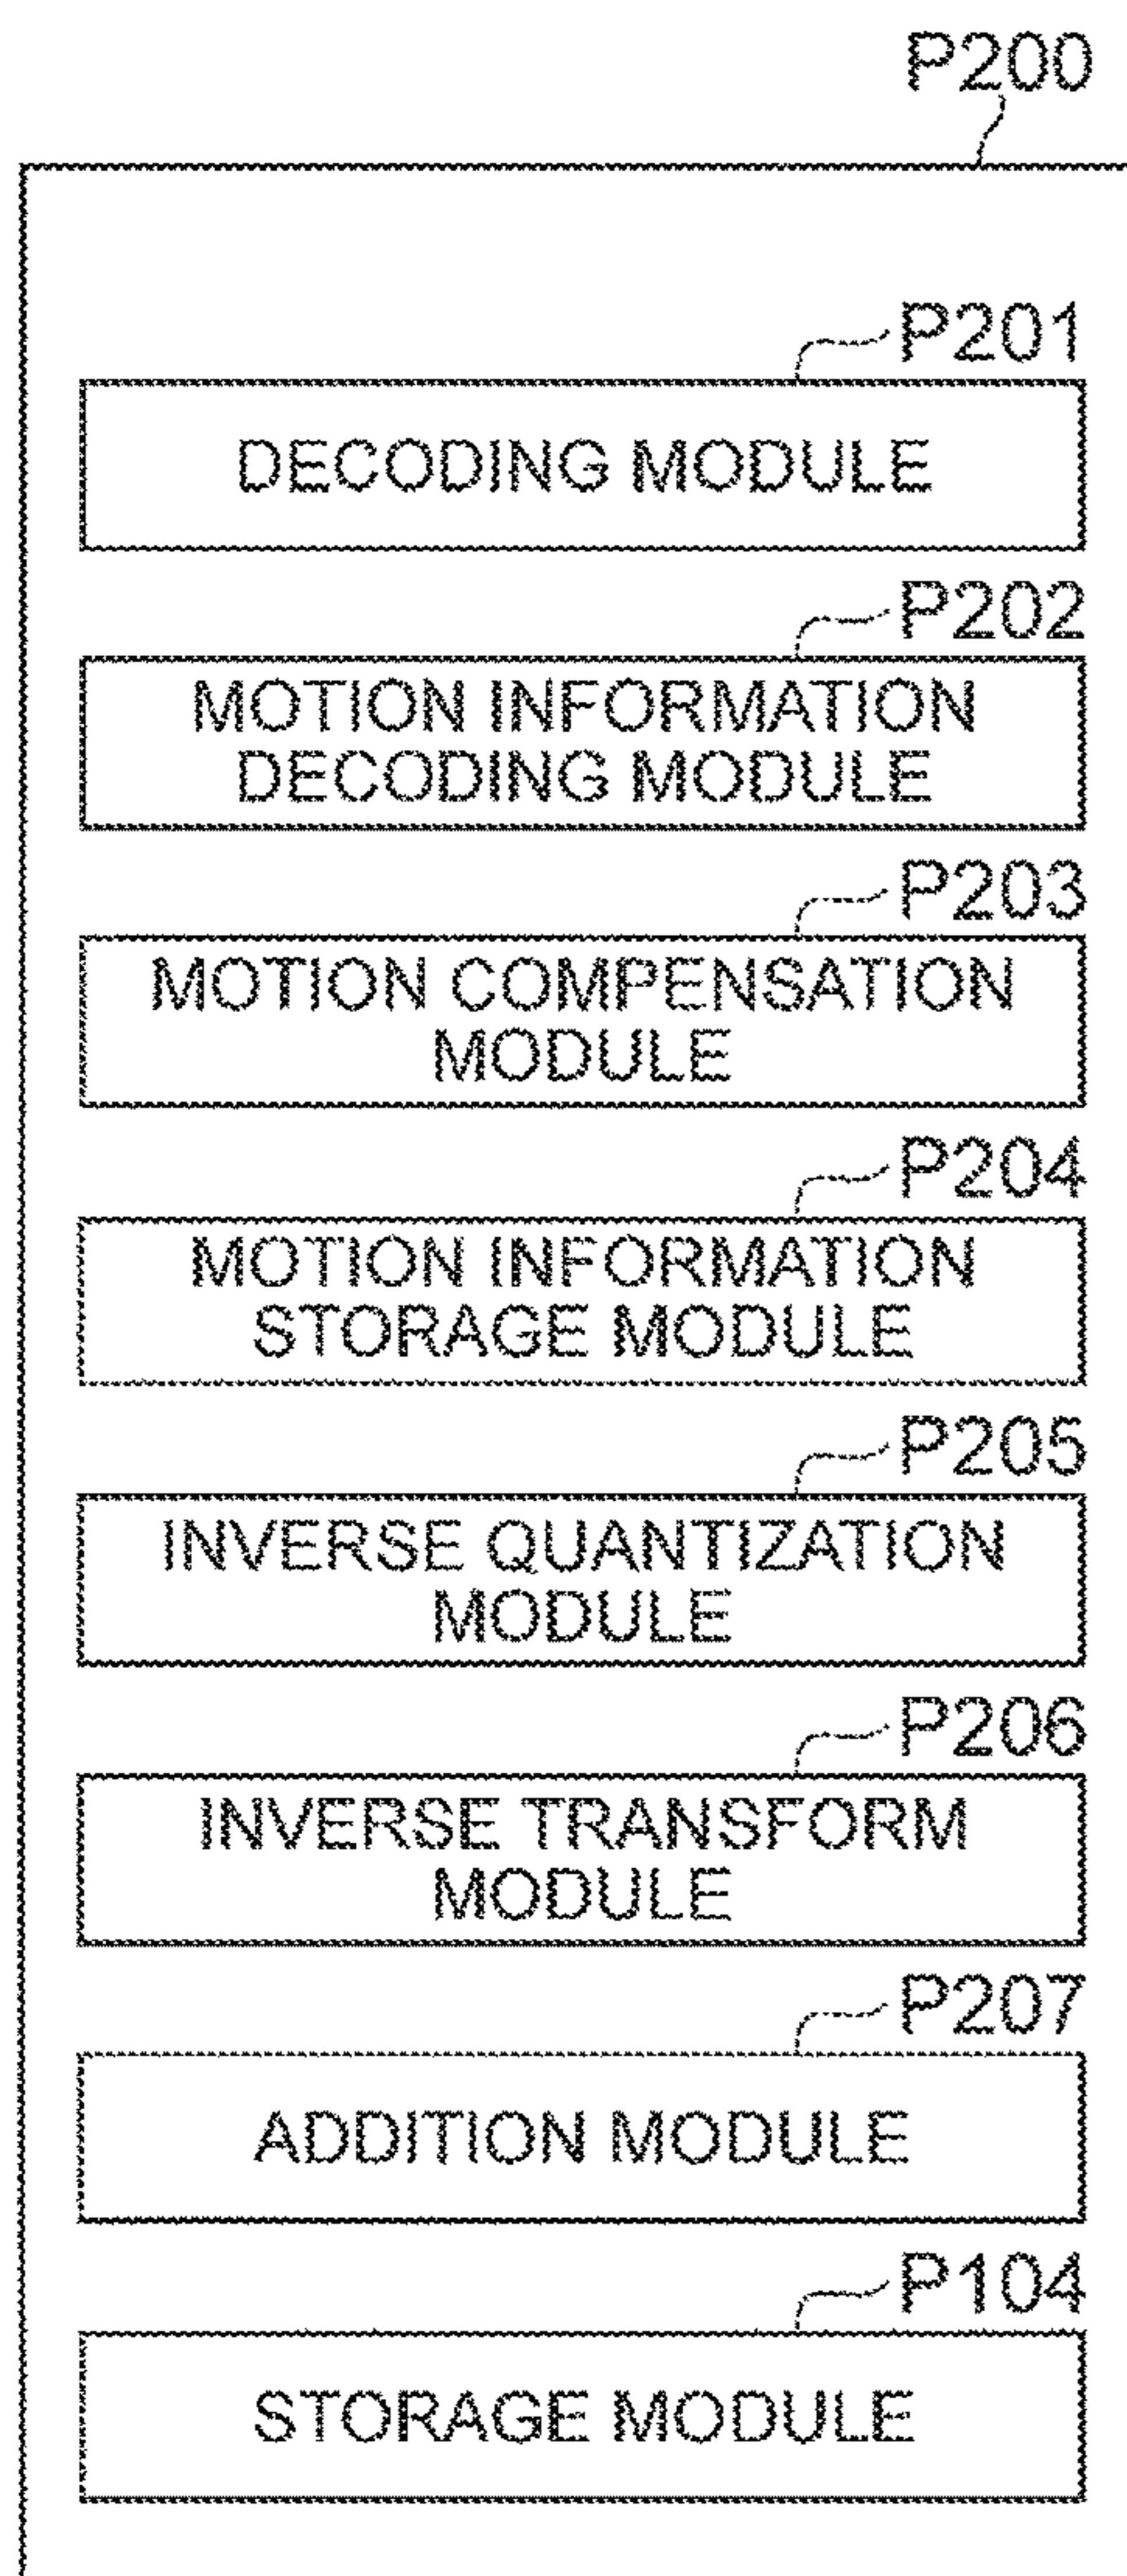 P200
P201
DECODING MODULE
P202
MOTION INFORMATION
DECODING MODULE
P203
MOTION COMPENSATION
MODULE
P204
MOTION INFORMATION
STORAGE MODULE
P205
INVERSE QUANTIZATION
MODULE
P206
INVERSE TRANSFORM
MODULE
P207
ADDITION MODULE
P104
STORAGE MODULE